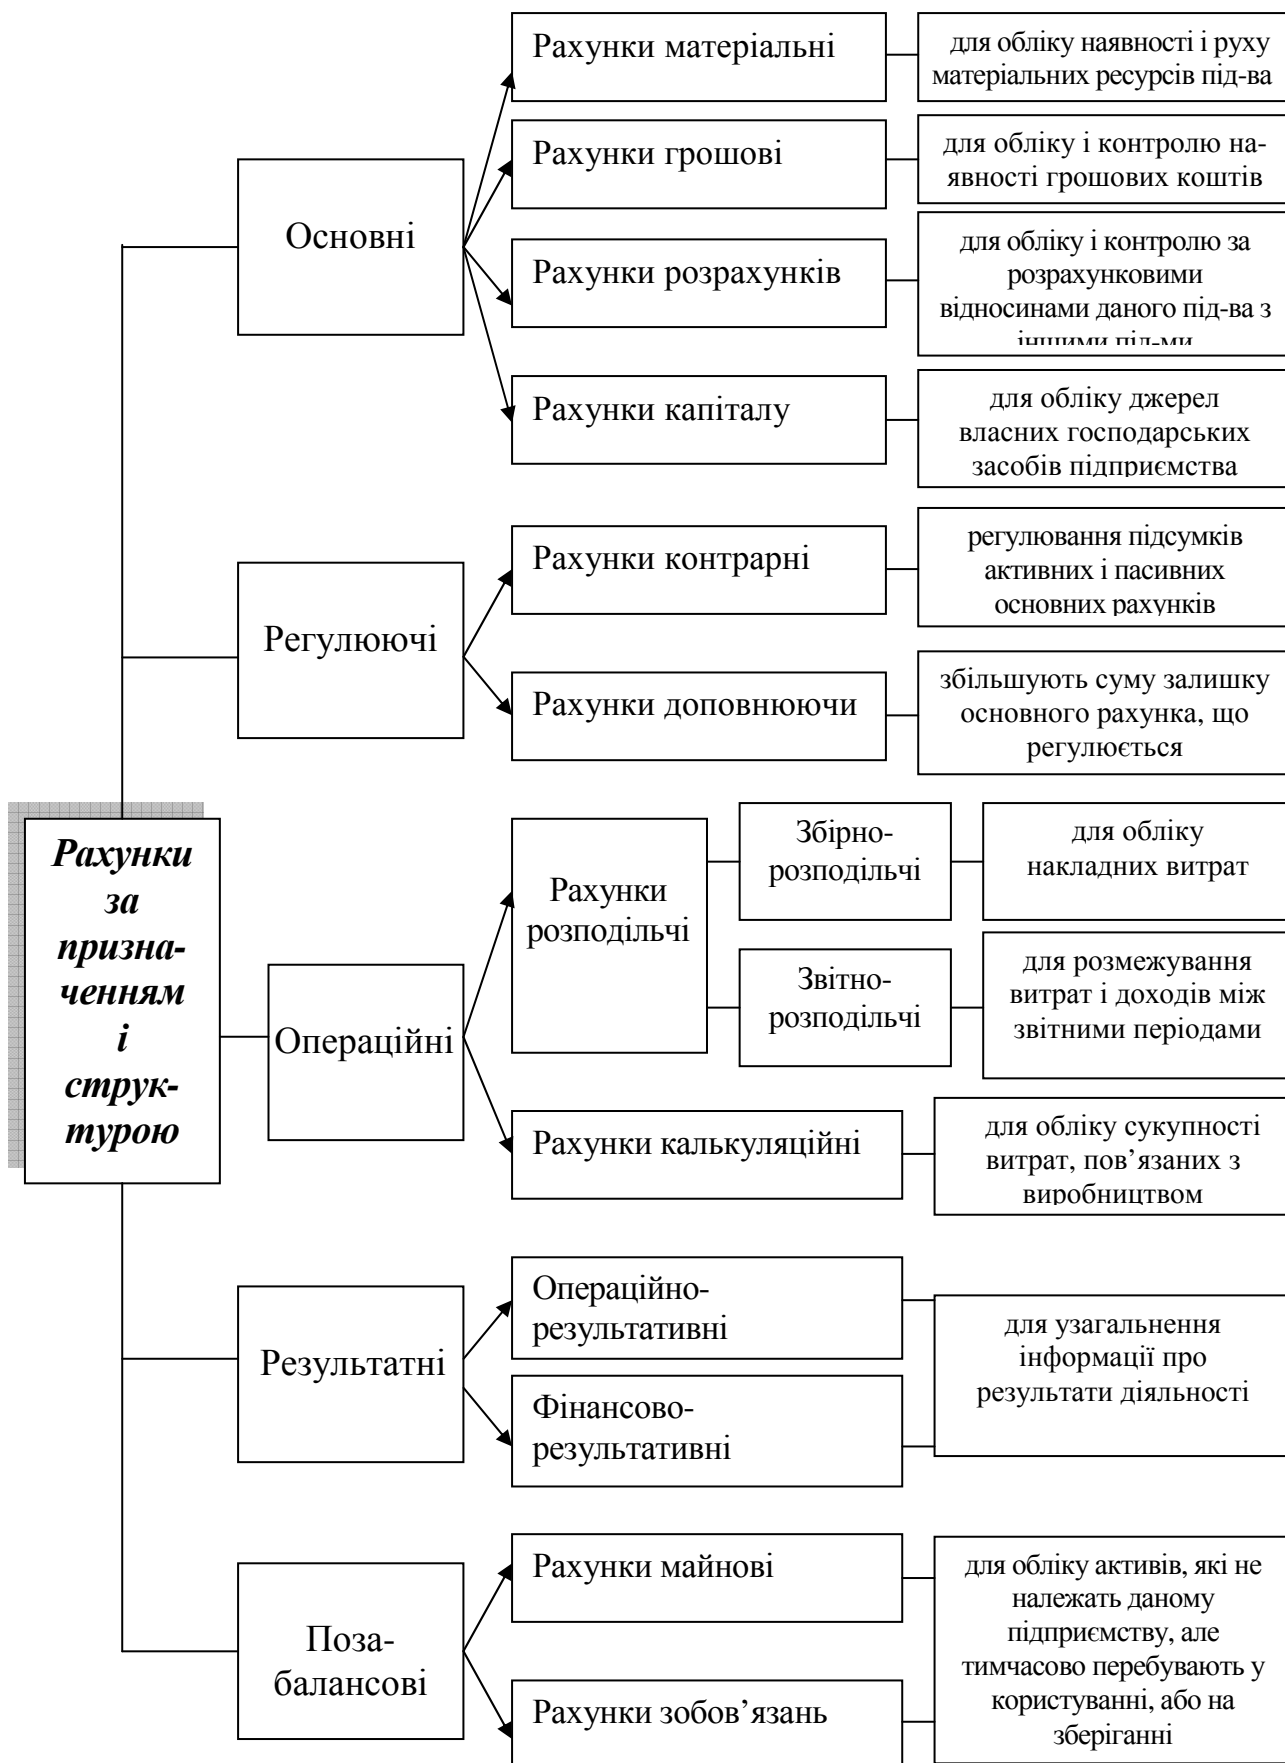 Рахунки матеріальні
для обліку наявності і руху
матеріальних ресурсів під-ва
Рахунки грошові
для обліку і контролю на-
явності грошових коштів
Основні
Рахунки розрахунків
для обліку і контролю за
розрахунковими
відносинами даного під-ва з
іншими під-ми
Рахунки капіталу
для обліку джерел
власних господарських
засобів підприємства
Регулюючі
Рахунки контрарні
регулювання підсумків
активних і пасивних
основних рахунків
Рахунки доповнюючи
збільшують суму залишку
основного рахунка, що
регулюється
Рахунки
за
призна-
ченням
і
струк-
турою
Операційні
Рахунки
розподільчі
Збірно-
розподільчі
для обліку
накладних витрат
Звітно-
розподільчі
для розмежування
витрат і доходів між
звітними періодами
Рахунки калькуляційні
для обліку сукупності
витрат, пов’язаних з
виробництвом
Результатні
Операційно-
результативні
Фінансово-
результативні
для узагальнення
інформації про
результати діяльності
Поза-
балансові
Рахунки майнові
Рахунки зобов’язань
для обліку активів, які не
належать даному
підприємству, але
тимчасово перебувають у
користуванні, або на
зберіганні